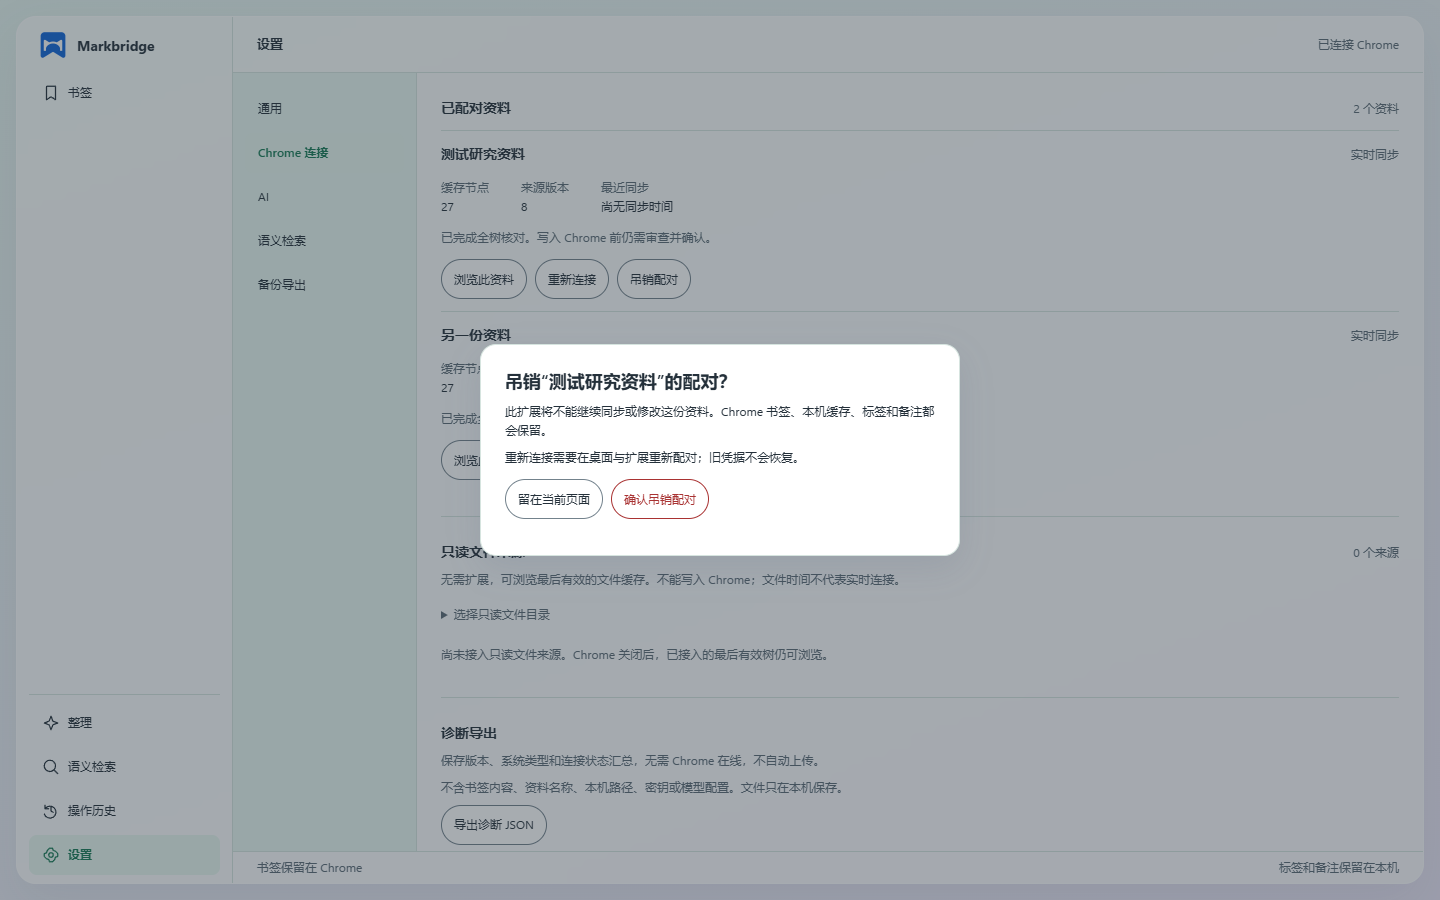 Markbridge
书签
整理
语义检索
操作历史
设置
设置
已连接 Chrome
通用
Chrome 连接
AI
语义检索
备份导出
已配对资料
2 个资料
测试研究资料
实时同步
缓存节点 来源版本 最近同步
27 8 尚无同步时间
已完成全树核对。写入 Chrome 前仍需审查并确认。
浏览此资料 重新连接 吊销配对
另一份资料
实时同步
缓存节
27
已完成
浏览
吊销“测试研究资料”的配对？
此扩展将不能继续同步或修改这份资料。Chrome 书签、本机缓存、标签和备注都
会保留。
重新连接需要在桌面与扩展重新配对；旧凭据不会恢复。
留在当前页面 确认吊销配对
只读文
0 个来源
无需扩展，可浏览最后有效的文件缓存。不能写入 Chrome；文件时间不代表实时连接。
选择只读文件目录
尚未接入只读文件来源。Chrome 关闭后，已接入的最后有效树仍可浏览。
诊断导出
保存版本、系统类型和连接状态汇总，无需 Chrome 在线，不自动上传。
不含书签内容、资料名称、本机路径、密钥或模型配置。文件只在本机保存。
导出诊断 JSON
书签保留在 Chrome
标签和备注保留在本机